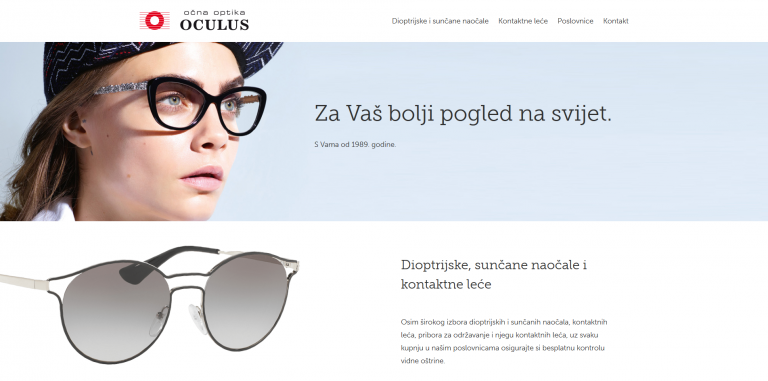 očna optika
OCULUS
Dioptrijske i sunčane naočale Kontaktne leće Poslovnice Kontakt
Za Vaš bolji pogled na svijet.
S Vama od 1989. godine.
Dioptrijske, sunčane naočale i
kontaktne leće
Osim širokog izbora dioptrijskih i sunčanih naočala, kontaktnih
leća, pribora za održavanje i njegu kontaktnih leća, uz svaku
kupnju u našim poslovnicama osigurajte si besplatnu kontrolu
vidne oštrine.